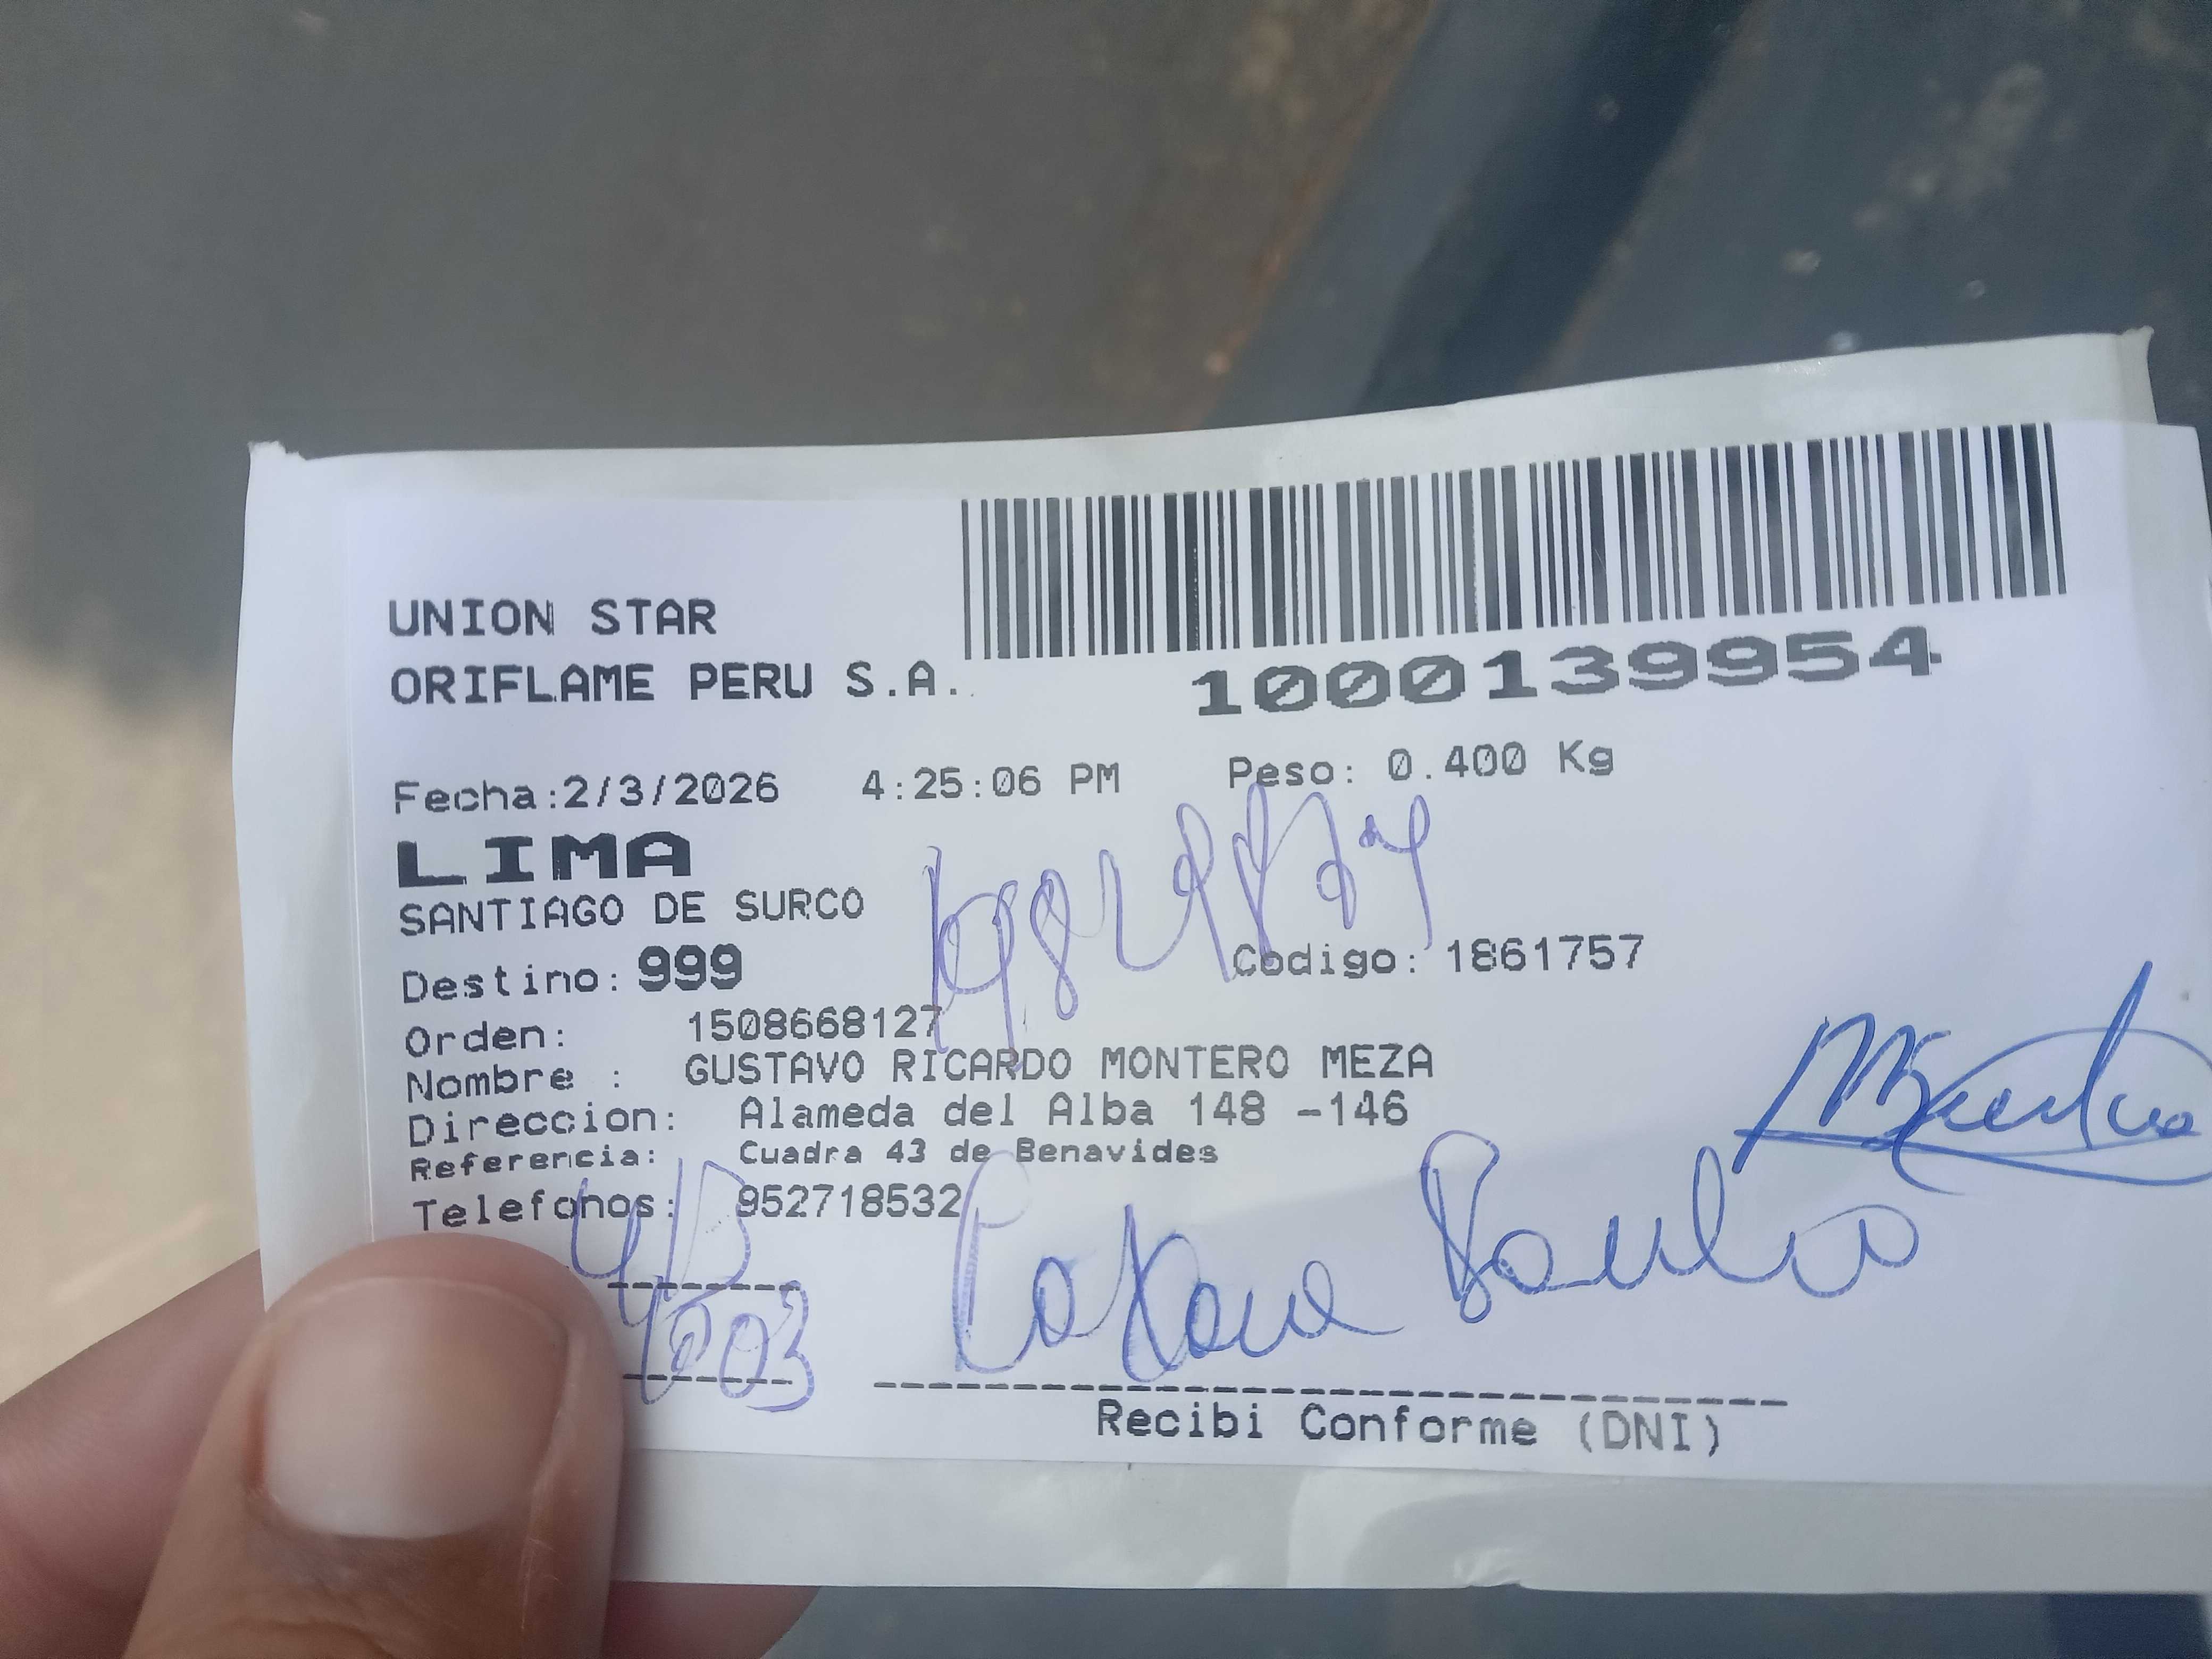 UNION STAR
ORIFLAME PERU S.A.
1000139954
Fecha:2/3/2026 4:25:06 PM Peso: 0.400 Kg
LIMA
SANTIAGO DE SURCO
Destino: 999 Codigo: 1861757
Orden: 1508668127
Nombre : GUSTAVO RICARDO MONTERO MEZA
Direccion: Alameda del Alba 148 -146
Referencia: Cuadra 43 de Benavides
Telefonos: 952718532
Recibi Conforme (DNI)